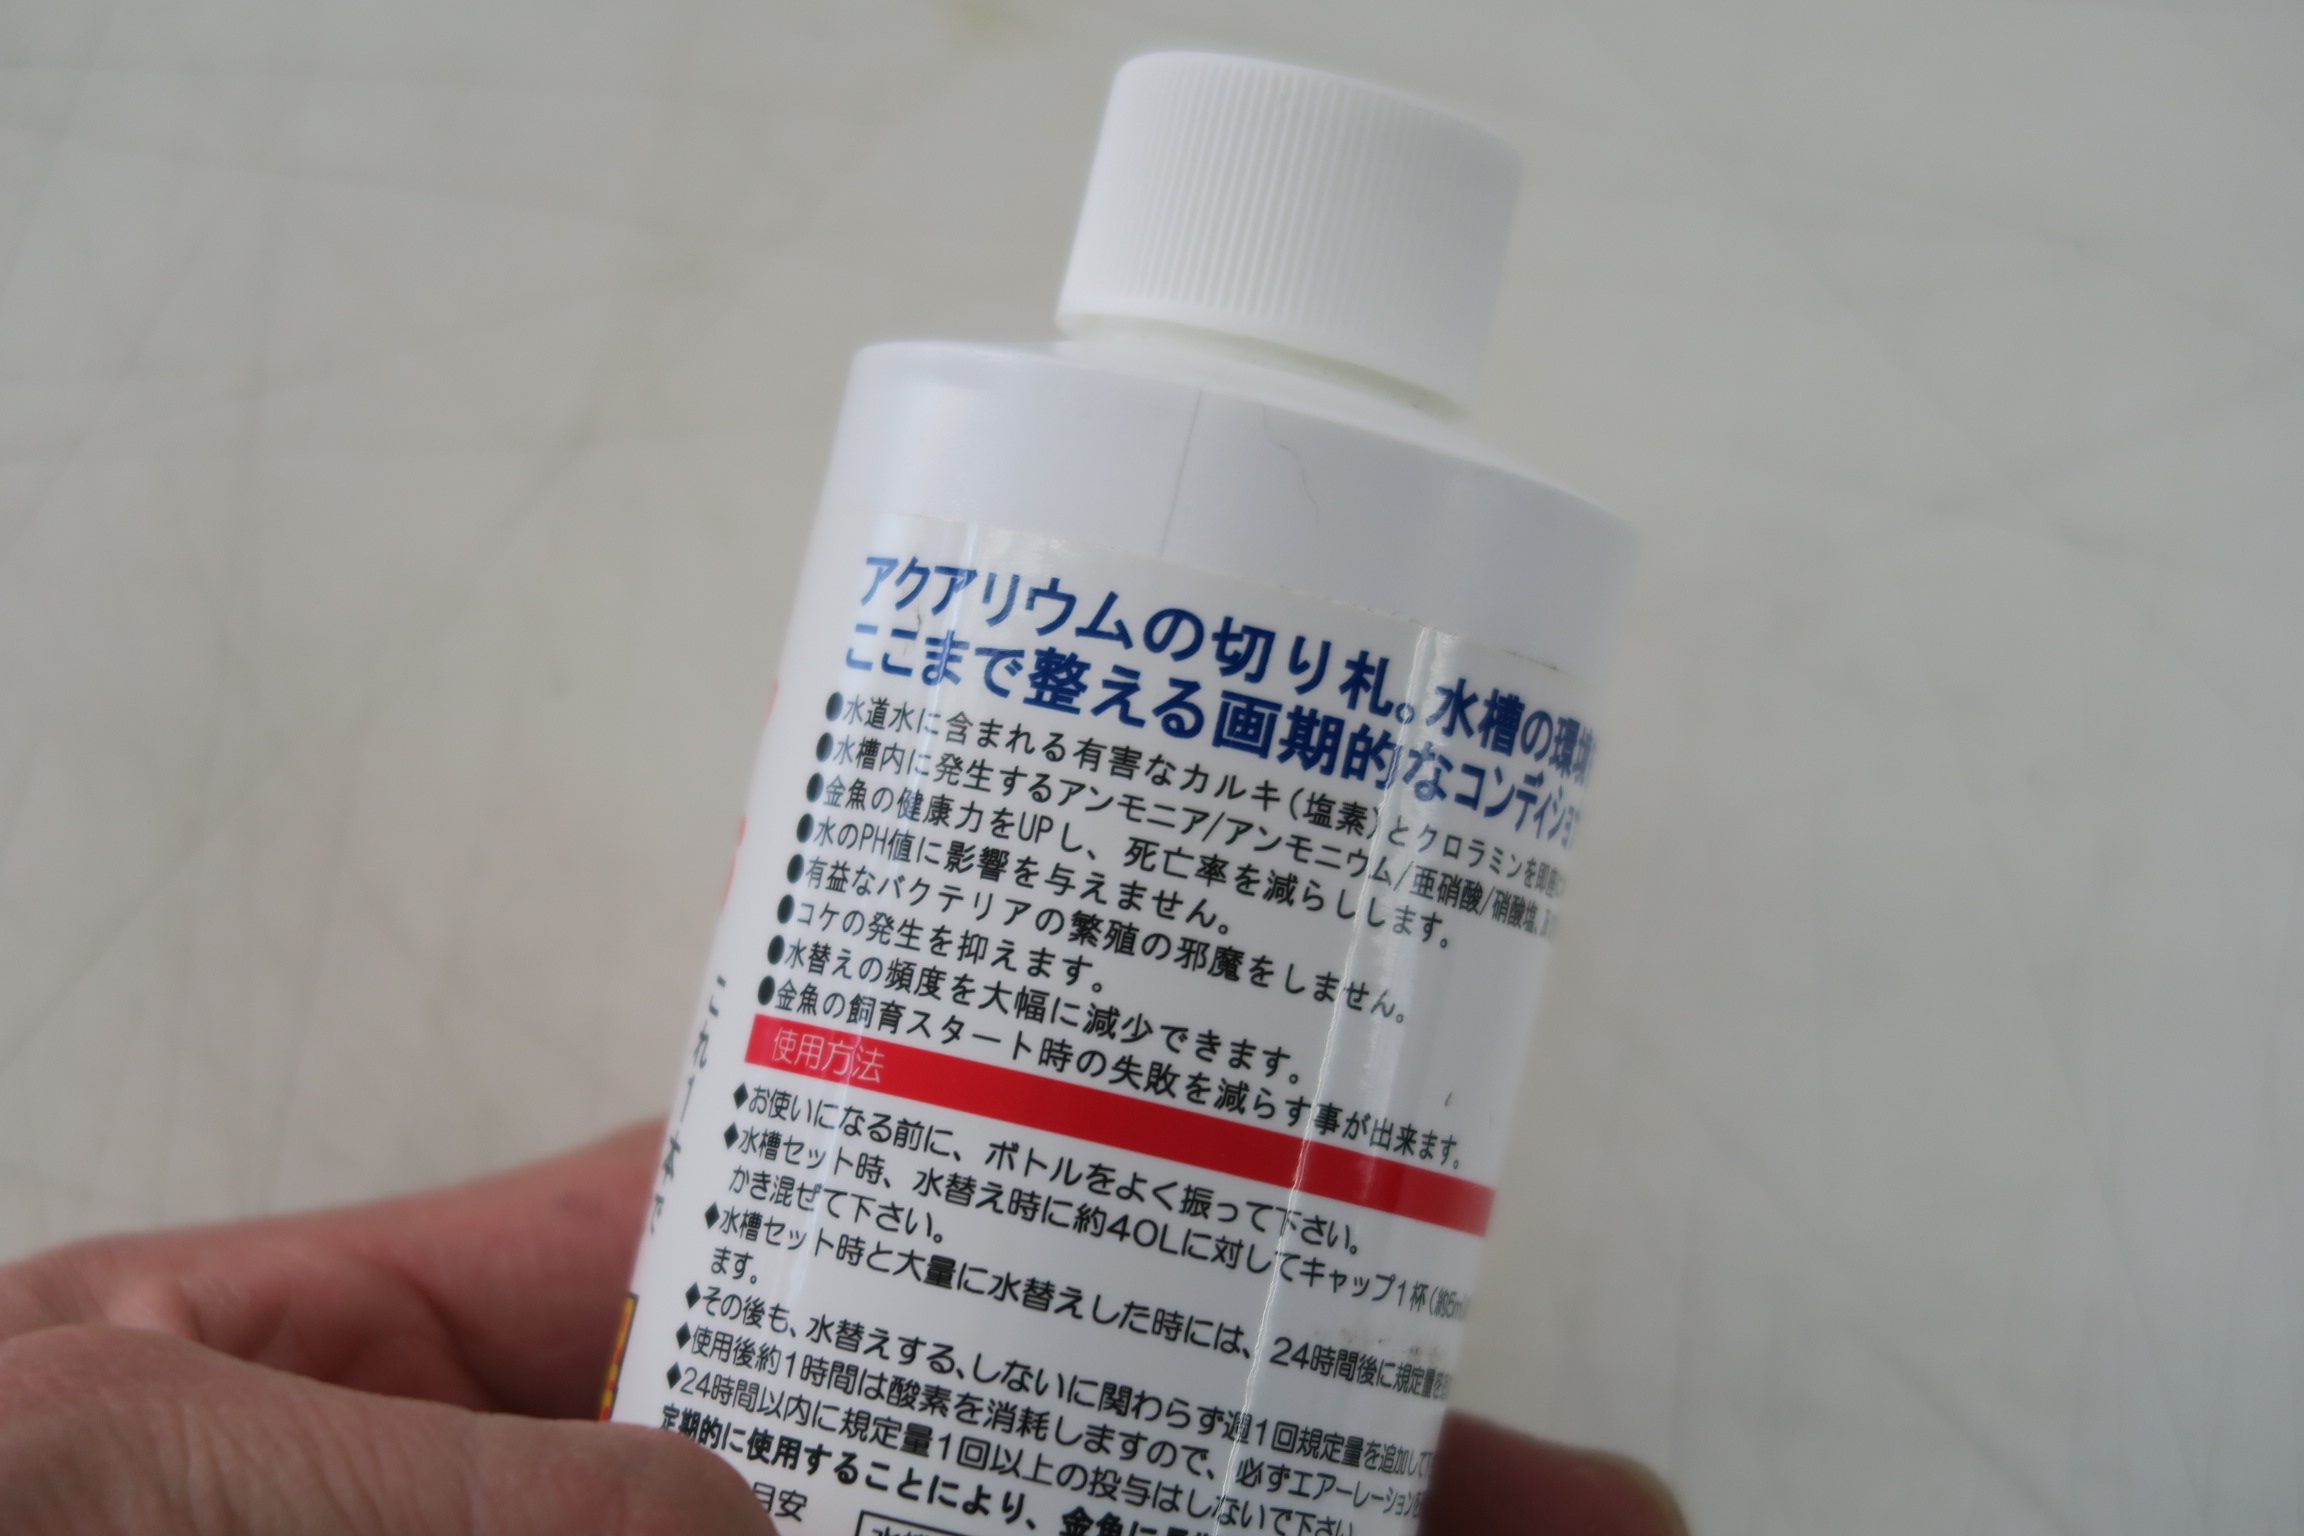 アクアリウムの切り札。水槽の環境
ここまで整える画期的なコンディショ
●水道水に含まれる有害なカルキ(塩素)とクロラミンを即座に
●水槽内に発生するアンモニア/アンモニウム/亜硝酸/硝酸塩、
●金魚の健康力をUPし、死亡率を減らしします。
●水のPH値に影響を与えません。
●有益なバクテリアの繁殖の邪魔をしません。
●コケの発生を抑えます。
●水替えの頻度を大幅に減少できます。
●金魚の飼育スタート時の失敗を減らす事が出来ます。
使用方法
◆お使いになる前に、ボトルをよく振って下さい。
◆水槽セット時、水替え時に約40Lに対してキャップ1杯(約5ml
かき混ぜて下さい。
◆水槽セット時と大量に水替えした時には、24時間後に規定量を
ます。
◆その後も、水替えする、しないに関わらず週1回規定量を追加して
◆使用後約1時間は酸素を消耗しますので、必ずエアーレーション
◆24時間以内に規定量1回以上の投与はしないで下さい。
定期的に使用することにより、金魚に
目安
これ1本で